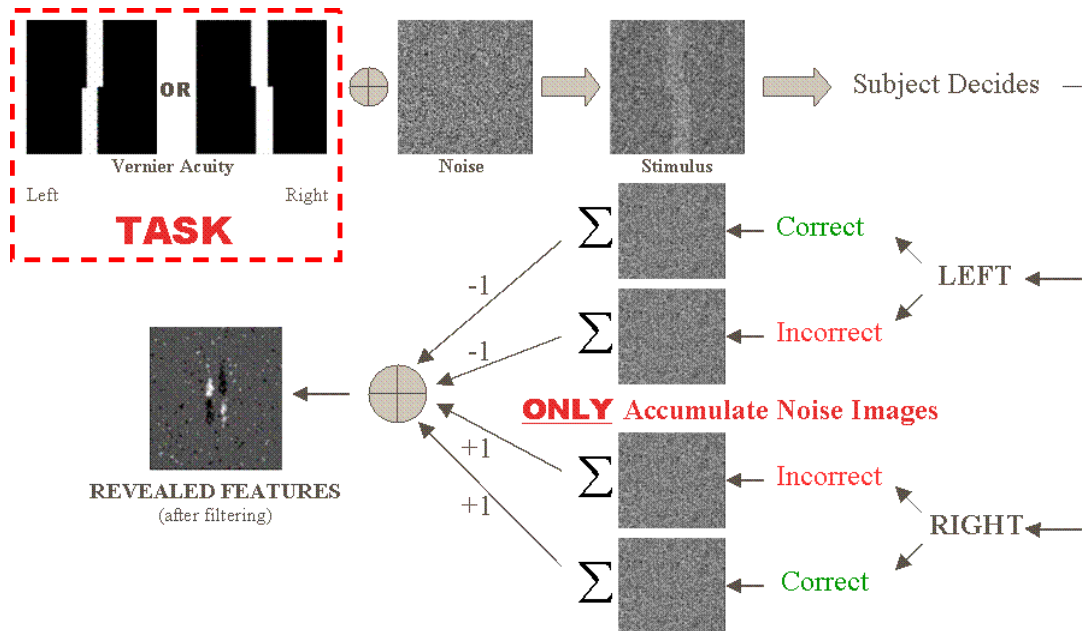 OR
Subject Decides
Vernier Acuity
Noise
Stimulus
Left
Right
TASK
∑
Correct
-1
LEFT
∑
Incorrect
-1
ONLY Accumulate Noise Images
+1
∑
Incorrect
REVEALED FEATURES
(after filtering)
+1
RIGHT
∑
Correct